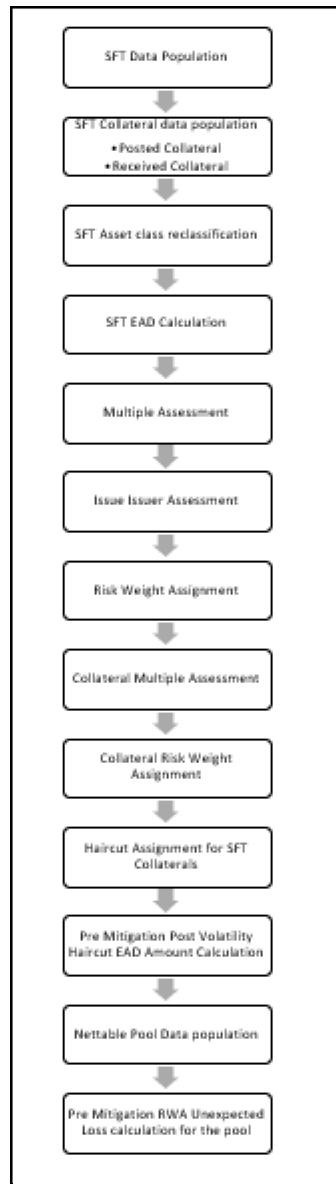 SFT Data Population
SFT Collateral data population
•Posted Collateral
•Received Collateral
SFT Asset class reclassification
SFT EAD Calculation
Multiple Assessment
Issue Issuer Assessment
Risk Weight Assignment
Collateral Multiple Assessment
Collateral Risk Weight
Assignment
Haircut Assignment for SFT
Collaterals
Pre Mitigation Post Volatility
Haircut EAD Amount Calculation
Nettable Pool Data population
Pre Mitigation RWA Unexpected
Loss calculation for the pool